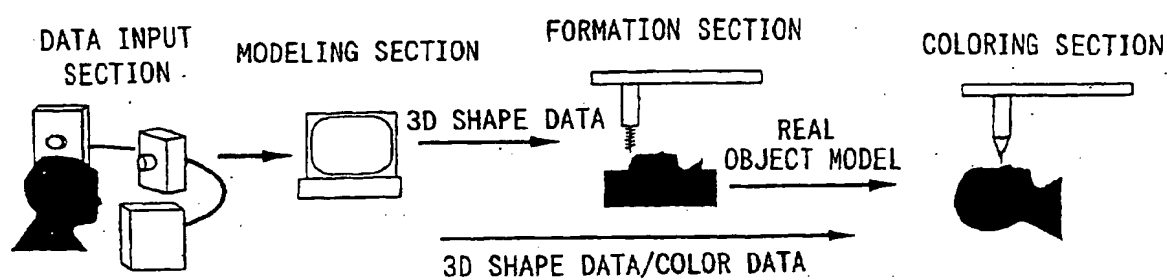 DATA INPUT
SECTION
MODELING SECTION
FORMATION SECTION
COLORING SECTION
3D SHAPE DATA
REAL
OBJECT MODEL
3D SHAPE DATA/COLOR DATA